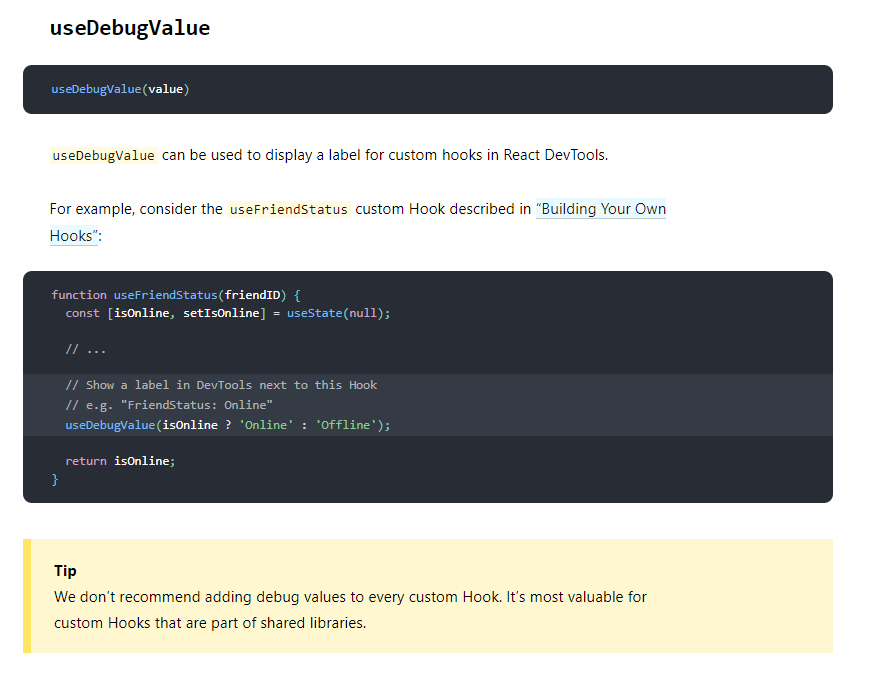 useDebugValue
useDebugValue(value)
useDebugValue can be used to display a label for custom hooks in React DevTools.
For example, consider the useFriendStatus custom Hook described in “Building Your Own
Hooks”:
function useFriendStatus(friendID) {
  const [isOnline, setIsOnline] = useState(null);
  // ...
  // Show a label in DevTools next to this Hook
  // e.g. "FriendStatus: Online"
  useDebugValue(isOnline ? 'Online' : 'Offline');
  return isOnline;
}
Tip
We don’t recommend adding debug values to every custom Hook. It’s most valuable for
custom Hooks that are part of shared libraries.